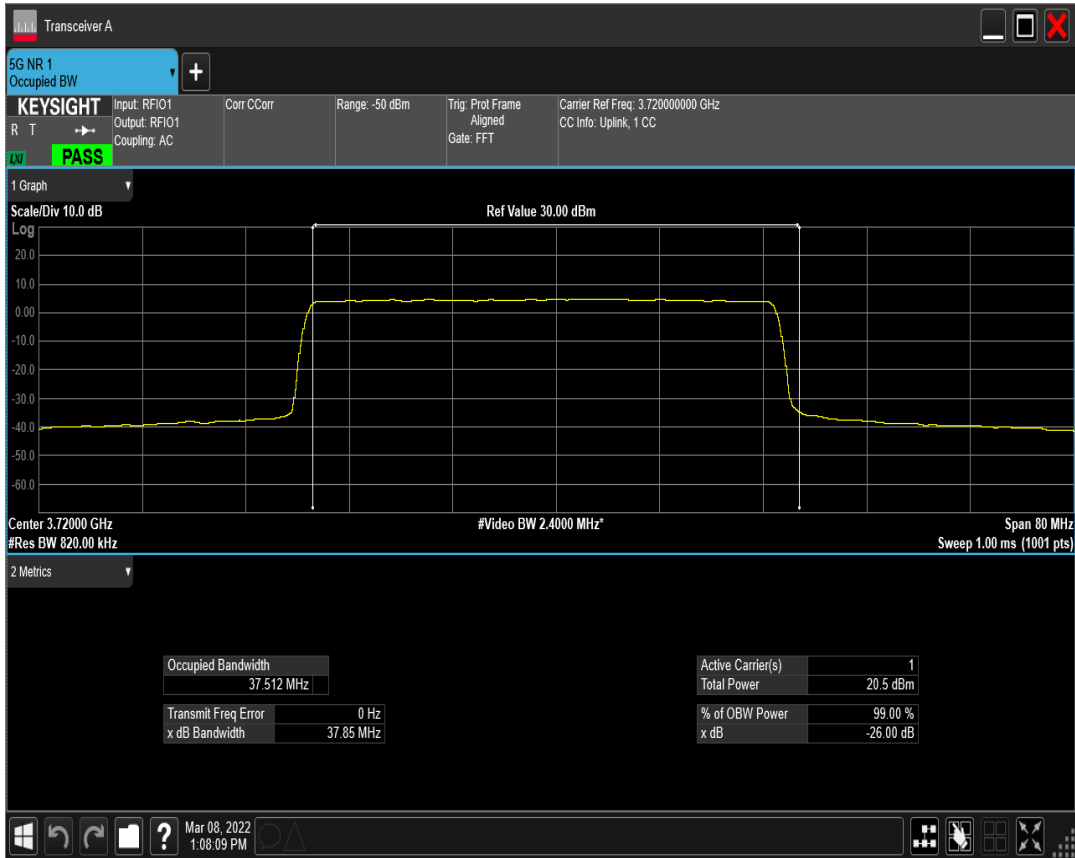 Transceiver A
5G NR 1
Occupied BW
+
KEYSIGHT
R T
LXI PASS
Input: RFIO1
Output: RFIO1
Coupling: AC
Corr CCorr
Range: -50 dBm
Trig: Prot Frame
Aligned
Gate: FFT
Carrier Ref Freq: 3.720000000 GHz
CC Info: Uplink, 1 CC
1 Graph
Scale/Div 10.0 dB
Ref Value 30.00 dBm
Log
20.0
10.0
0.00
-10.0
-20.0
-30.0
-40.0
-50.0
-60.0
Center 3.72000 GHz
#Video BW 2.4000 MHz*
Span 80 MHz
#Res BW 820.00 kHz
Sweep 1.00 ms (1001 pts)
2 Metrics
Occupied Bandwidth
37.512 MHz
Transmit Freq Error 0 Hz
x dB Bandwidth 37.85 MHz
Active Carrier(s) 1
Total Power 20.5 dBm
% of OBW Power 99.00 %
x dB -26.00 dB
?
Mar 08, 2022
1:08:09 PM